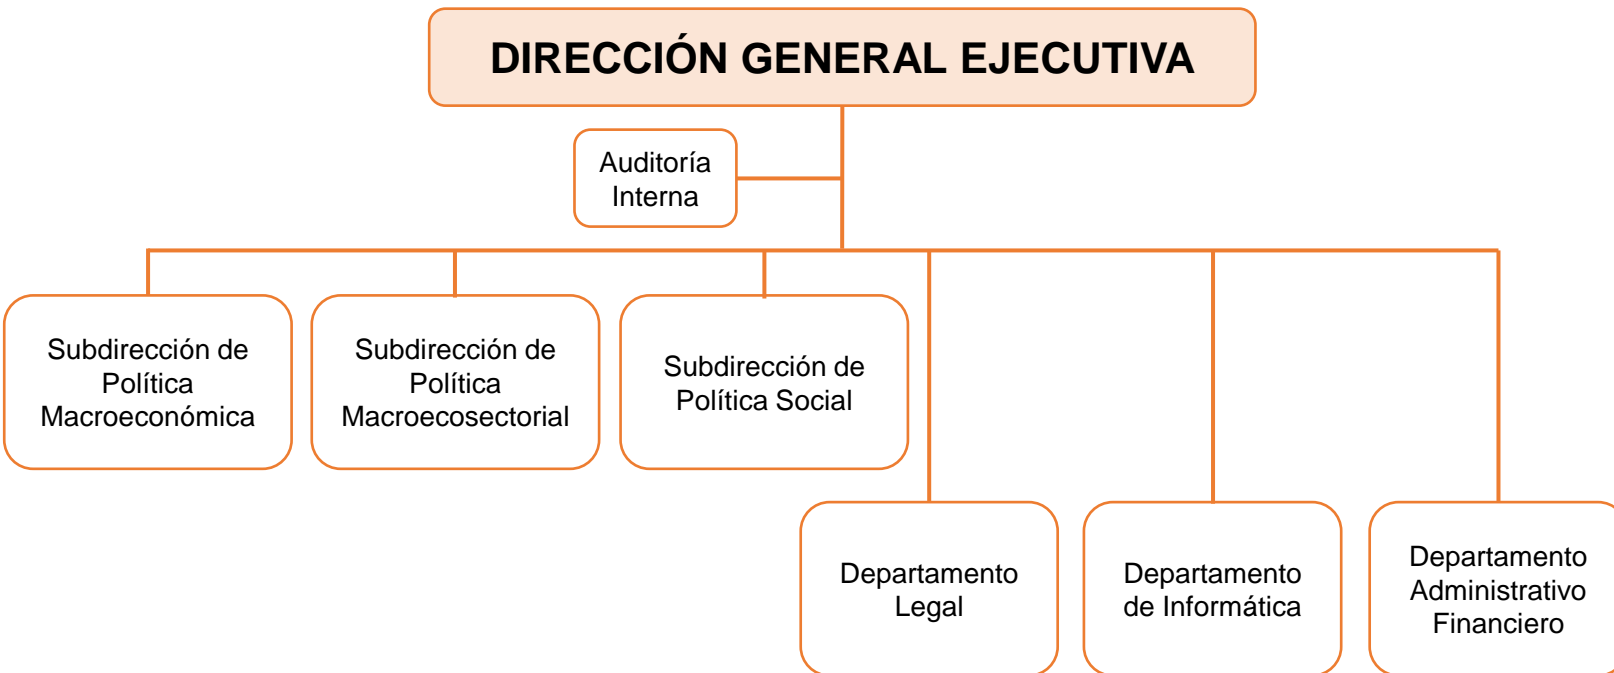 DIRECCIÓN GENERAL EJECUTIVA
Auditoría
Interna
Subdirección de
Política
Macroeconómica
Subdirección de
Política
Macroecosectorial
Subdirección de
Política Social
Departamento
Legal
Departamento
de Informática
Departamento
Administrativo
Financiero